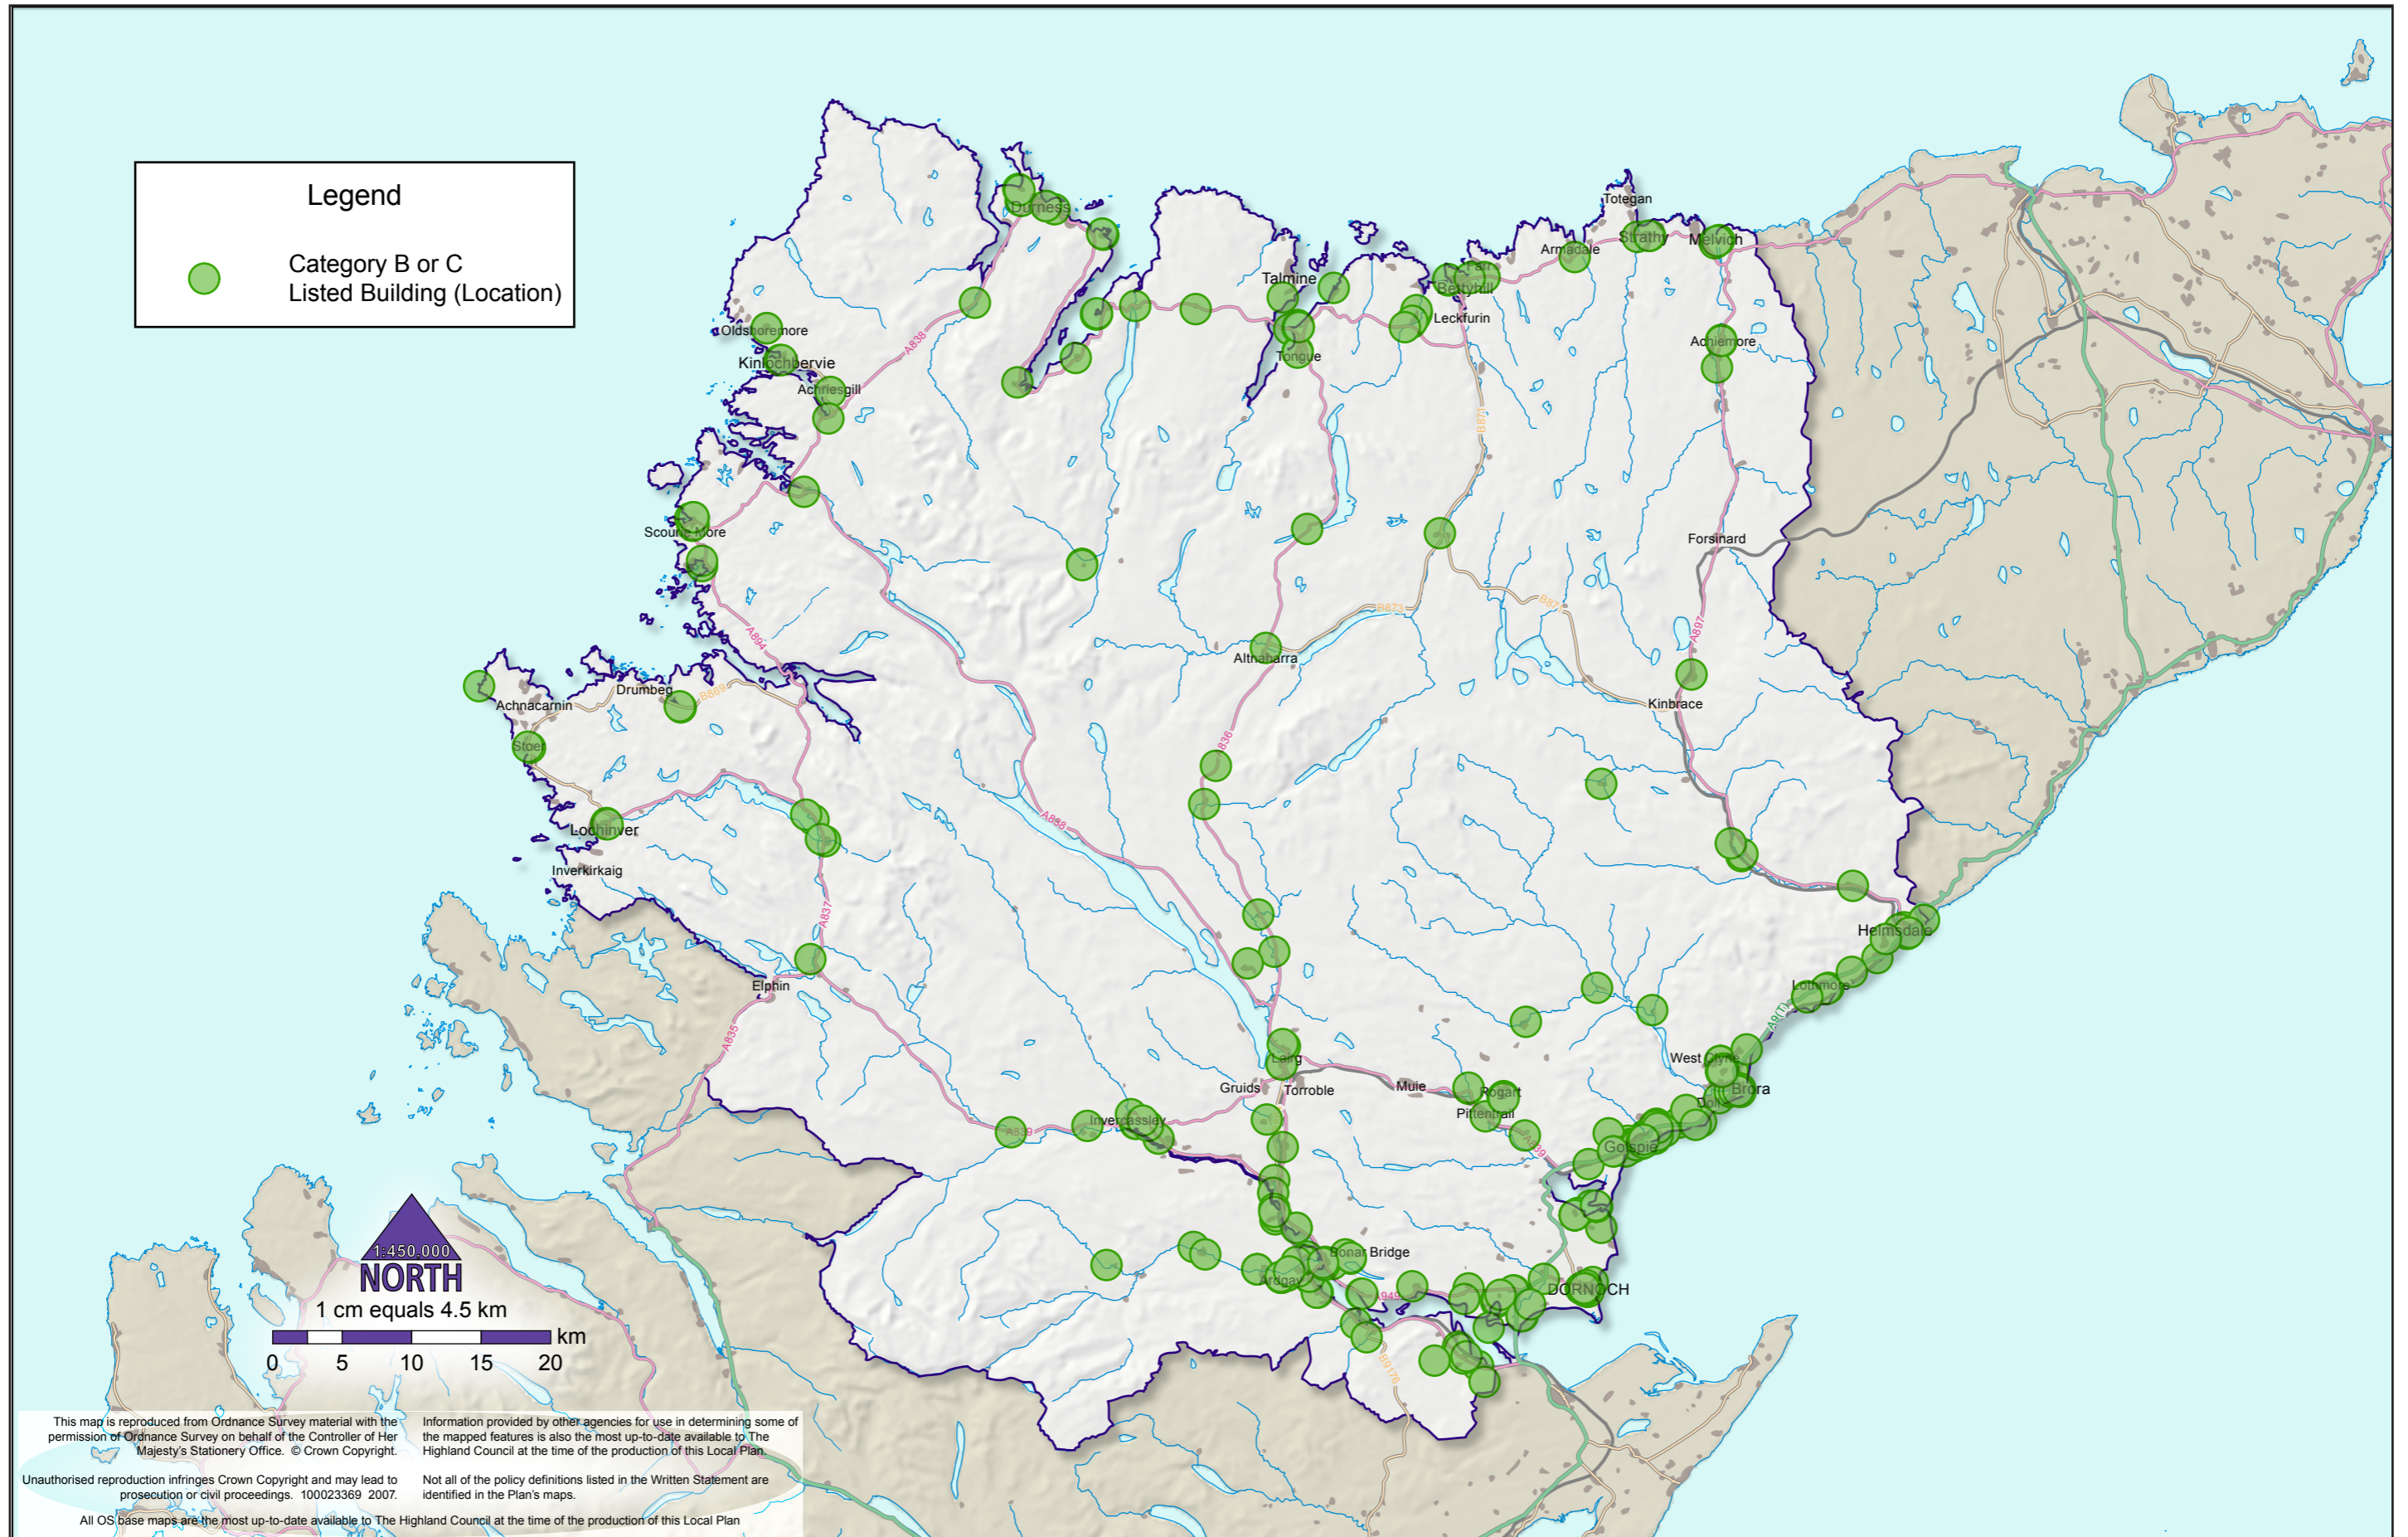 Legend
Category B or C
Listed Building (Location)
Totegan
Durness
Strathy
Melvich
Armadale
Talmine
Farr
Bettyhill
Leckfurin
Oldshoremore
A838
Achiemore
Tongue
Kinlochbervie
Achriesgill
B871
Scourie More
Forsinard
B873
B871
A897
A894
Altnaharra
Drumbeg
B869
Achnacarnin
Kinbrace
Stoer
A836
A838
Lochinver
Inverkirkaig
A837
Helmsdale
Elphin
Lothmore
A9(T)
A835
Lairg
West Clyne
Gruids
Torroble
Muie
Rogart
Brora
Doll
Pittentrail
Invercassley
A839
A839
Golspie
Bonar Bridge
Ardgay
DORNOCH
A949
B9176
1:450,000
NORTH
1 cm equals 4.5 km
km
0 5 10 15 20
This map is reproduced from Ordnance Survey material with the
permission of Ordnance Survey on behalf of the Controller of Her
Majesty's Stationery Office. © Crown Copyright.
Unauthorised reproduction infringes Crown Copyright and may lead to
prosecution or civil proceedings. 100023369 2007.
Information provided by other agencies for use in determining some of
the mapped features is also the most up-to-date available to The
Highland Council at the time of the production of this Local Plan.
Not all of the policy definitions listed in the Written Statement are
identified in the Plan's maps.
All OS base maps are the most up-to-date available to The Highland Council at the time of the production of this Local Plan